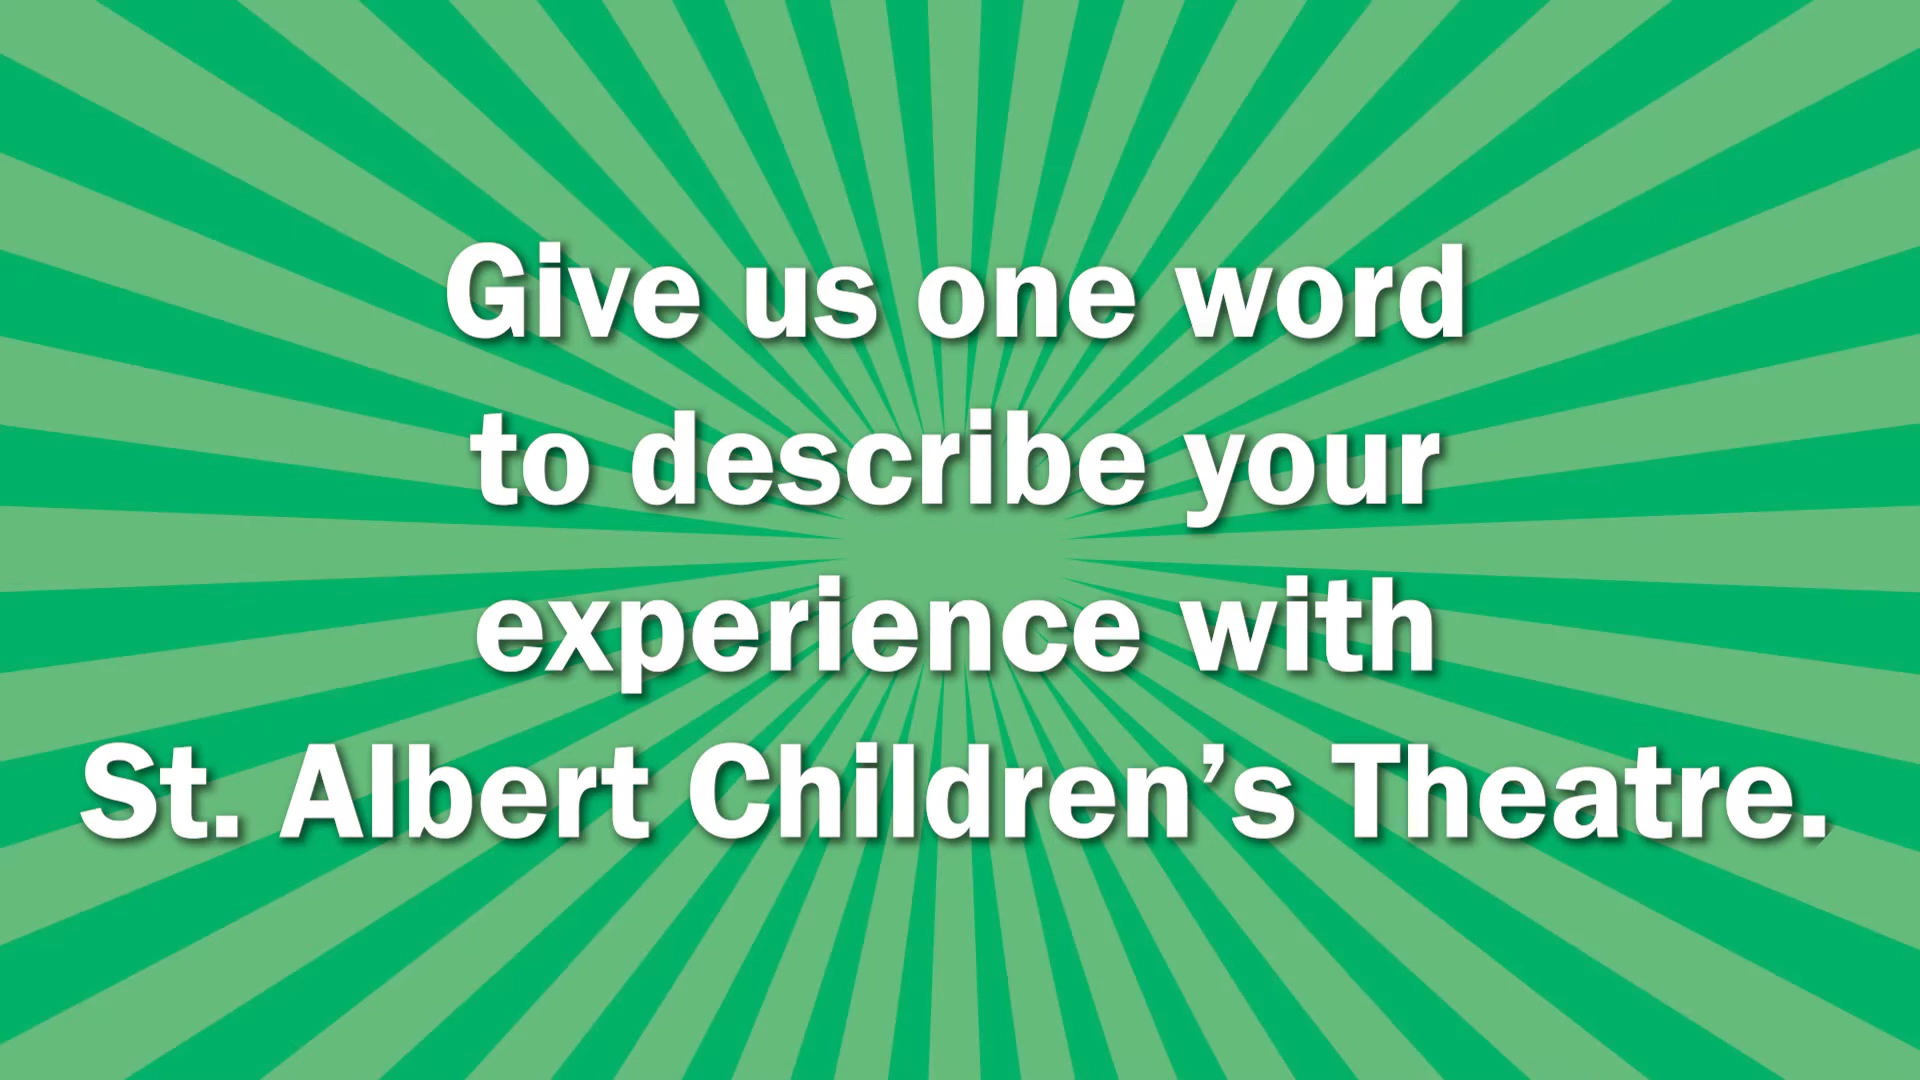 Give us one word
to describe your
experience with
St. Albert Children’s Theatre.